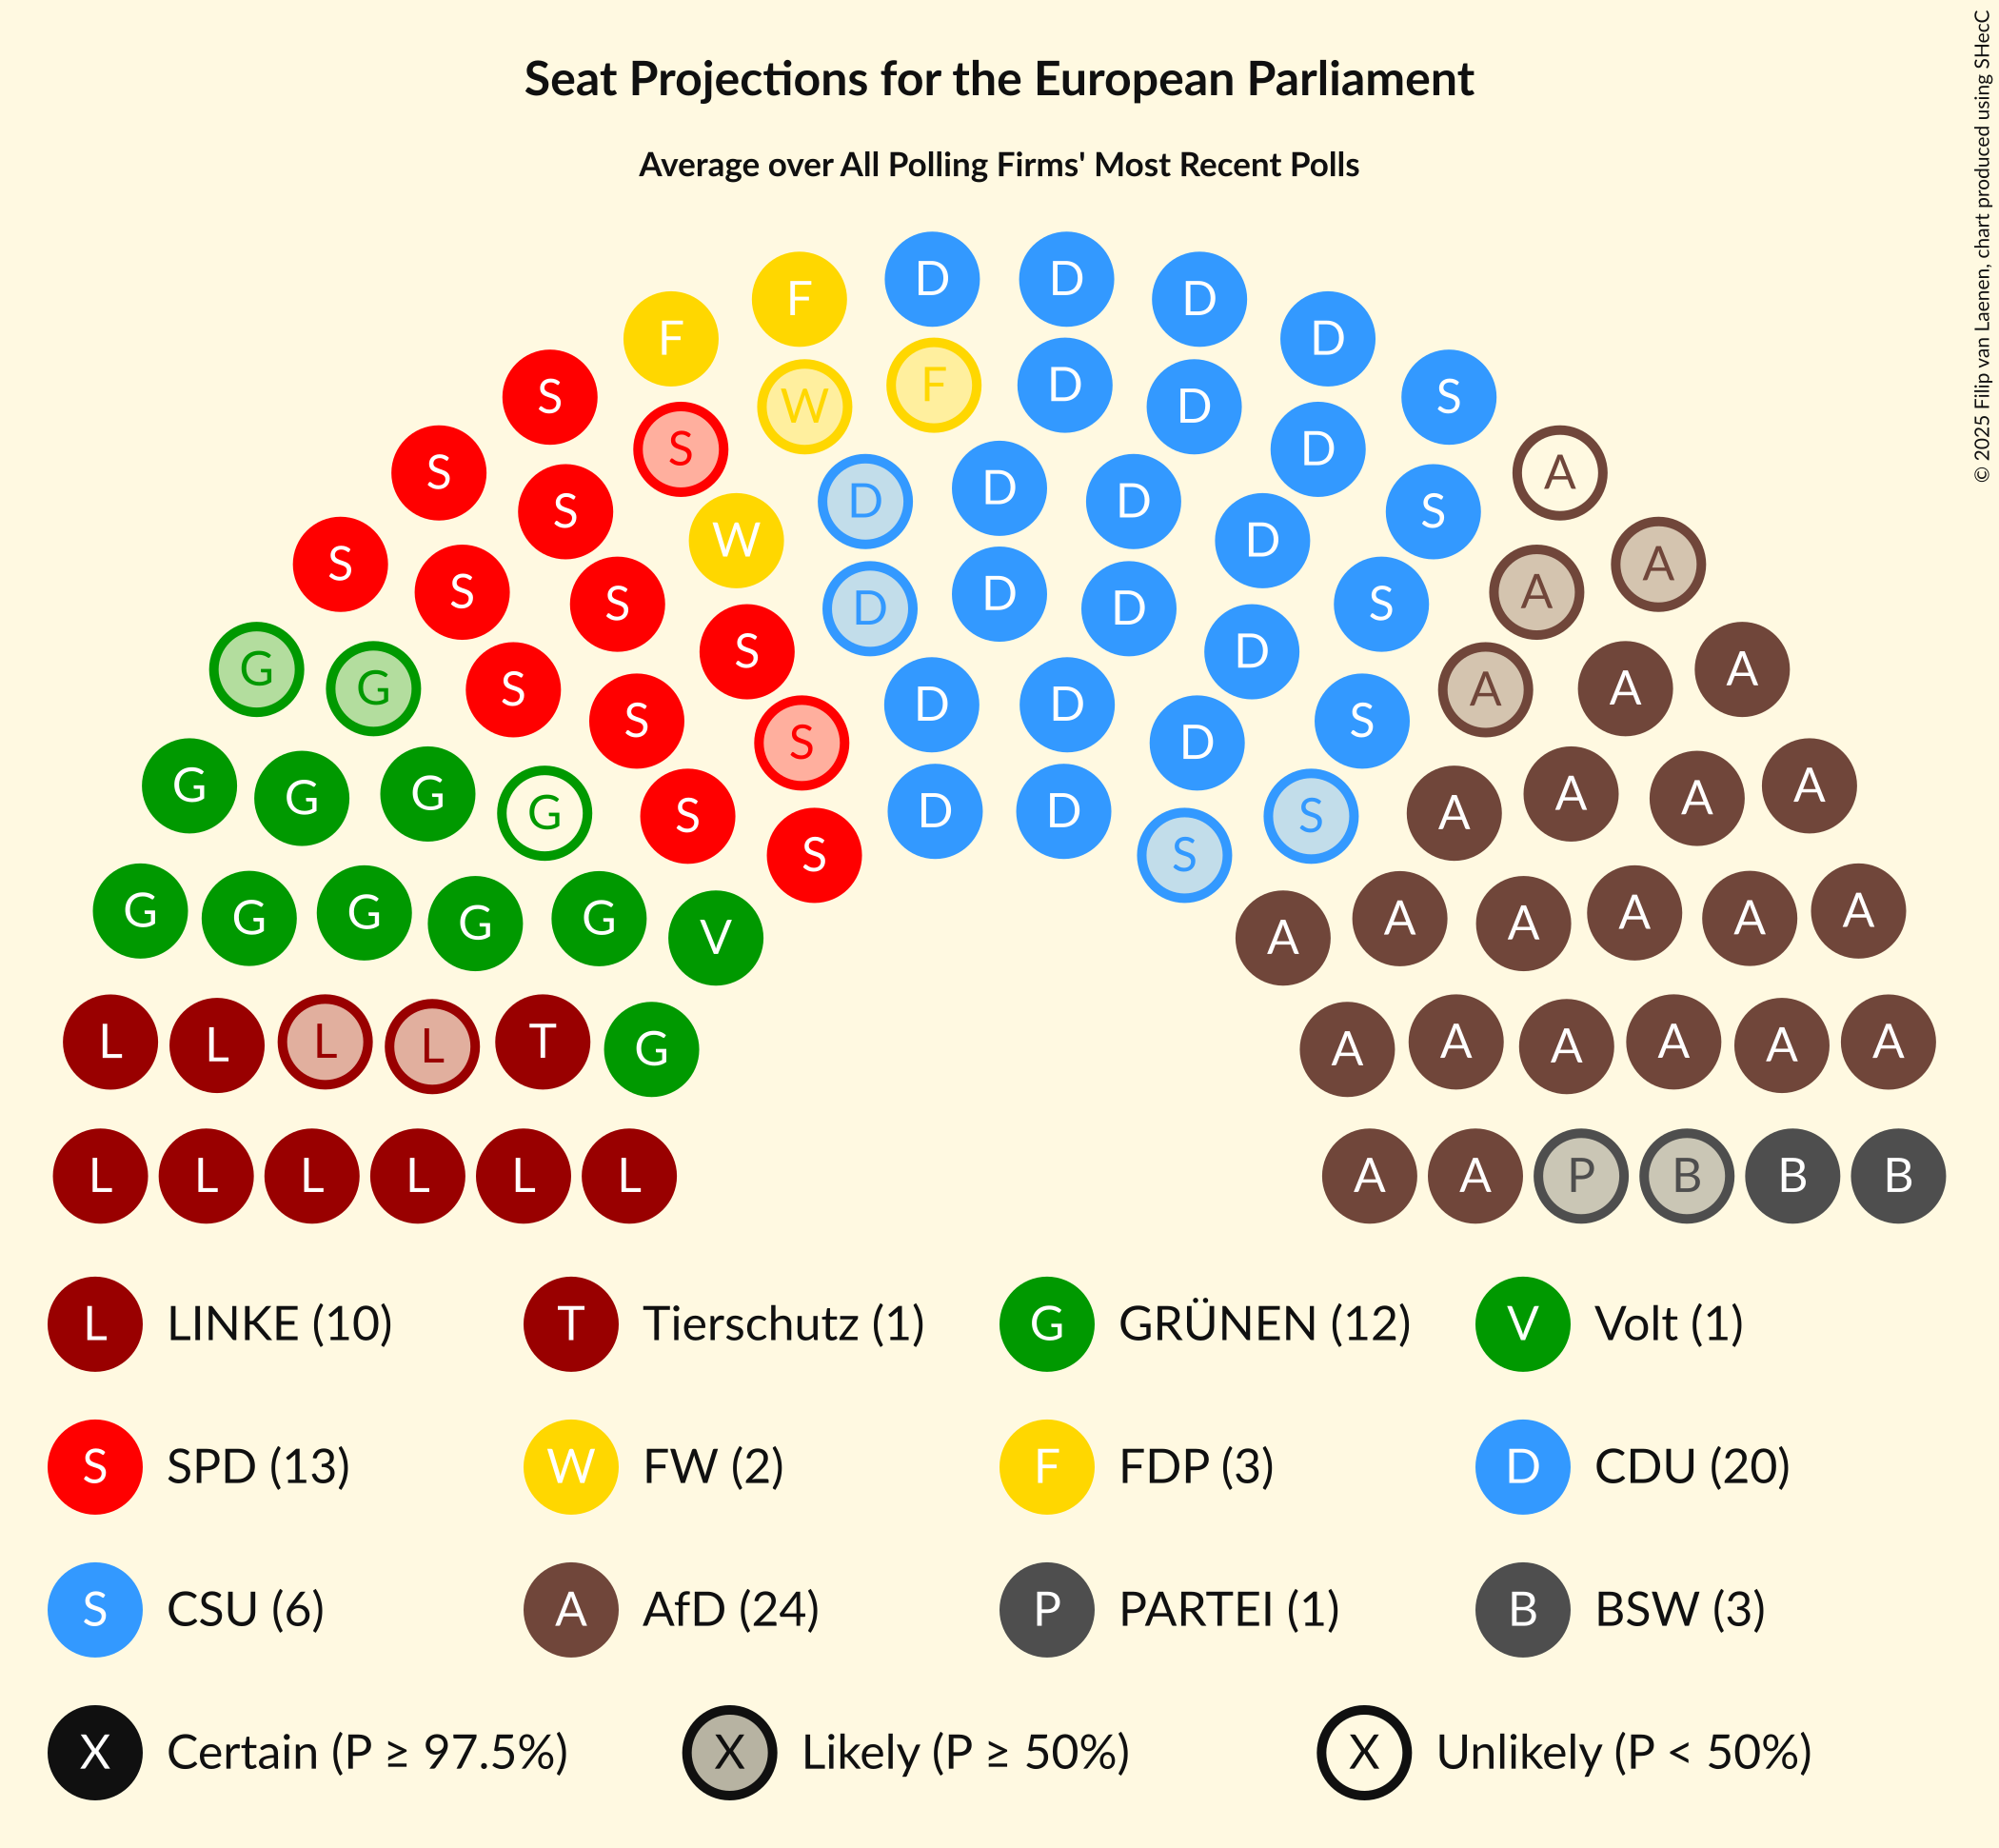 Seat Projections for the European Parliament
Average over All Polling Firms' Most Recent Polls
© 2025 Filip van Laenen, chart produced using SHecC
D D
F D
F D
S D S
D D
W F D
S D
S A
D D D
S S
W D
S A
D D
S S S A
S A
S D
G A
G S A A
D D
S S
S D
G G G S S A A A
G S S A
D D
S S
G G G G G V A A A A A A
L L L L T G A A A A A A
L L L L L L A A P B B B
L LINKE (10) T Tierschutz (1) G GRÜNEN (12) V Volt (1)
S SPD (13) W FW (2) F FDP (3) D CDU (20)
S CSU (6) A AfD (24) P PARTEI (1) B BSW (3)
X Certain (P ≥ 97.5%) X Likely (P ≥ 50%) X Unlikely (P < 50%)